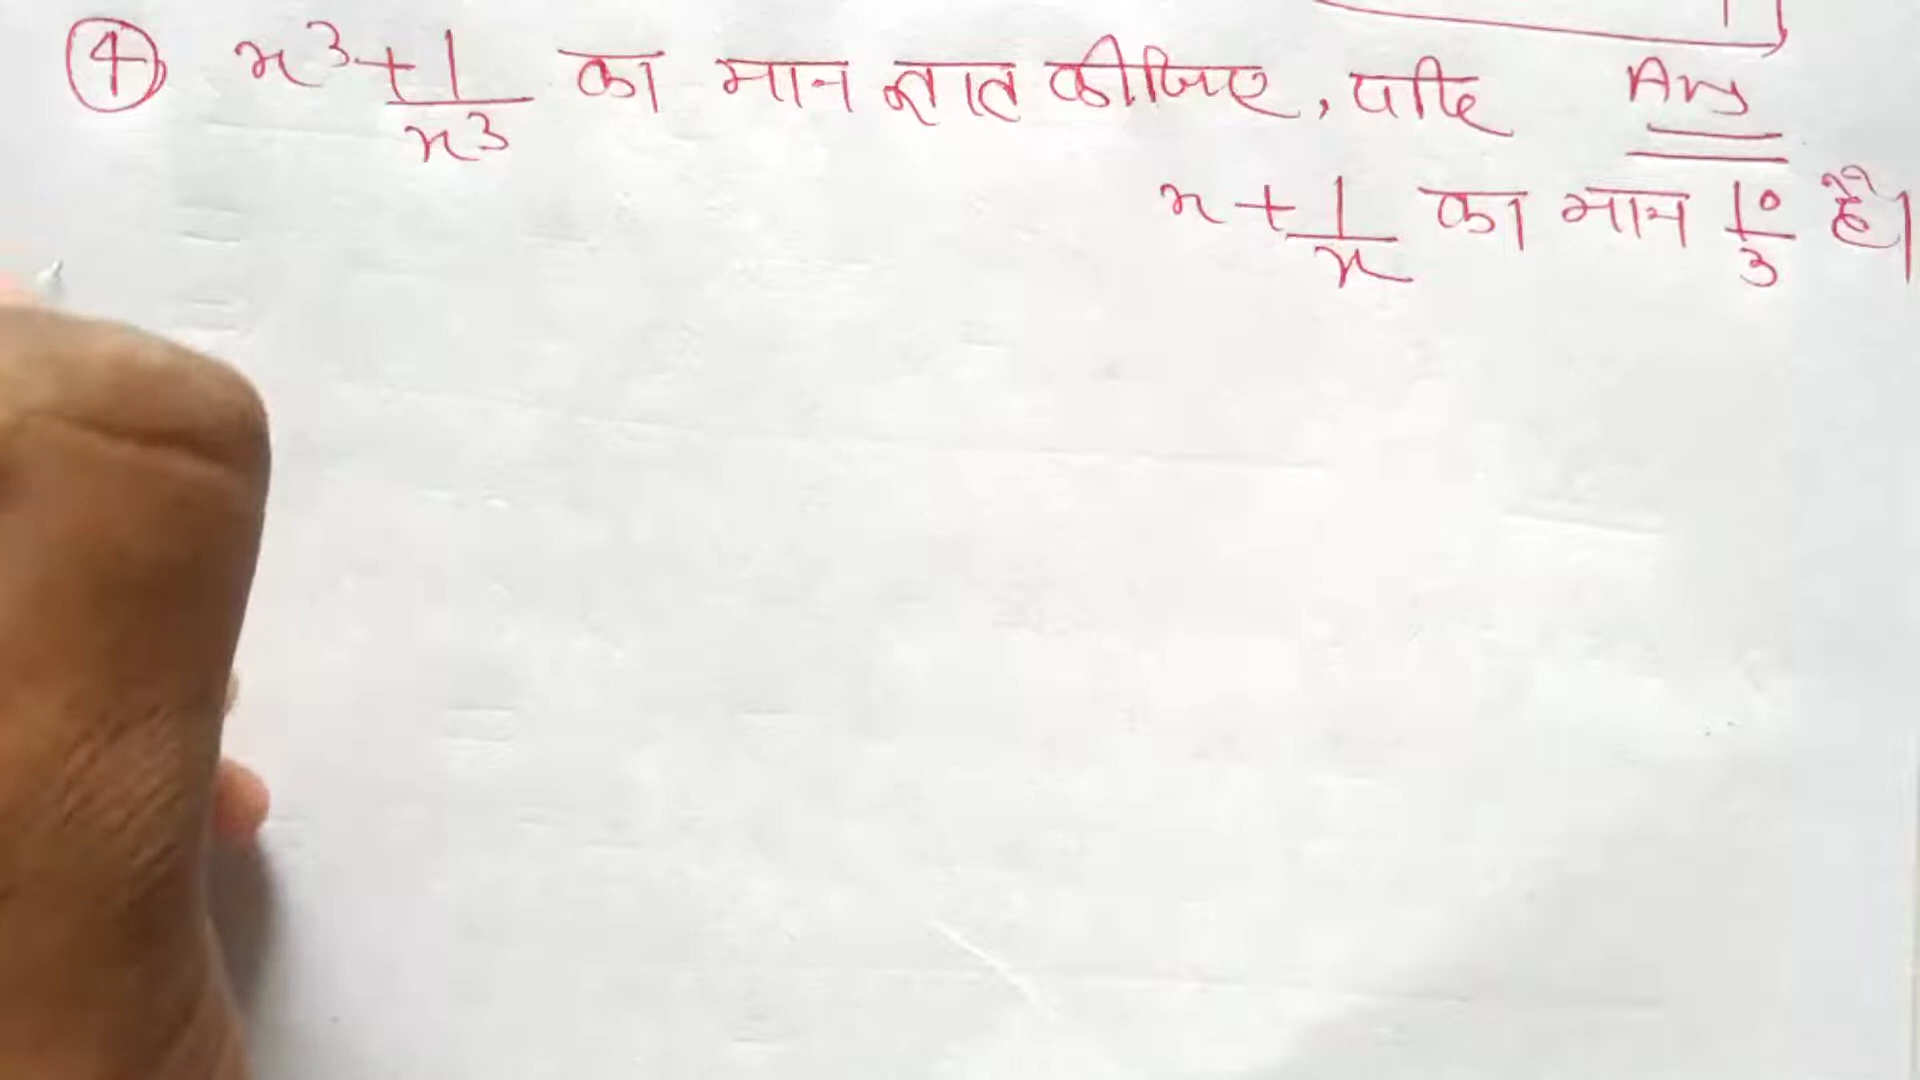 ④ x³ + 1/x³ का मान ज्ञात कीजिए, यदि
Ans
x + 1/x का मान 10/3 है।